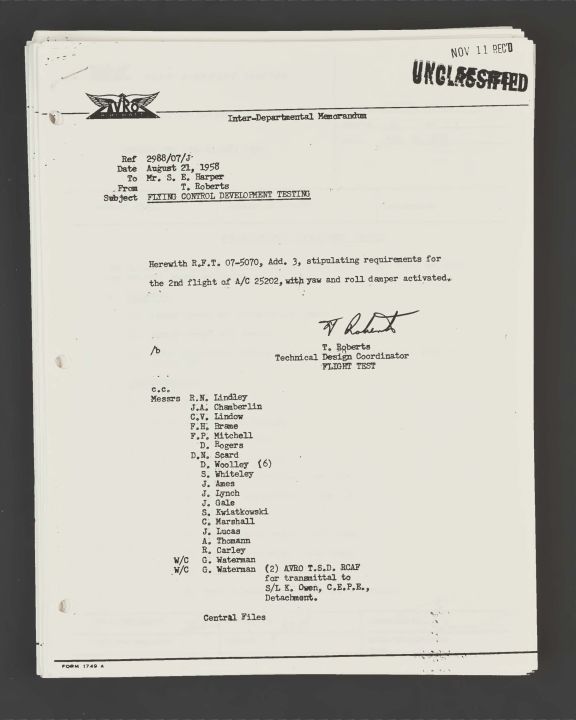 NOV 11 REC'D
UNCLASSIFIED
AVRO
AIRCRAFT
Inter-Departmental Memorandum
Ref 2988/07/J
Date August 21, 1958
To Mr. S. E. Harper
From T. Roberts
Subject FLYING CONTROL DEVELOPMENT TESTING
Herewith R.F.T. 07-5070, Add. 3, stipulating requirements for
the 2nd flight of A/C 25202, with yaw and roll damper activated.
T Roberts
/b
T. Roberts
Technical Design Coordinator
FLIGHT TEST
c.c.
Messrs R.N. Lindley
J.A. Chamberlin
C.V. Lindow
F.H. Brame
F.P. Mitchell
D. Rogers
D.N. Scard
D. Woolley (6)
S. Whiteley
J. Ames
J. Lynch
J. Gale
S. Kwiatkowski
C. Marshall
J. Lucas
A. Thomann
R. Carley
W/C G. Waterman
W/C G. Waterman (2) AVRO T.S.D. RCAF
for transmittal to
S/L K. Owen, C.E.P.E.,
Detachment.
Central Files
FORM 1749 A